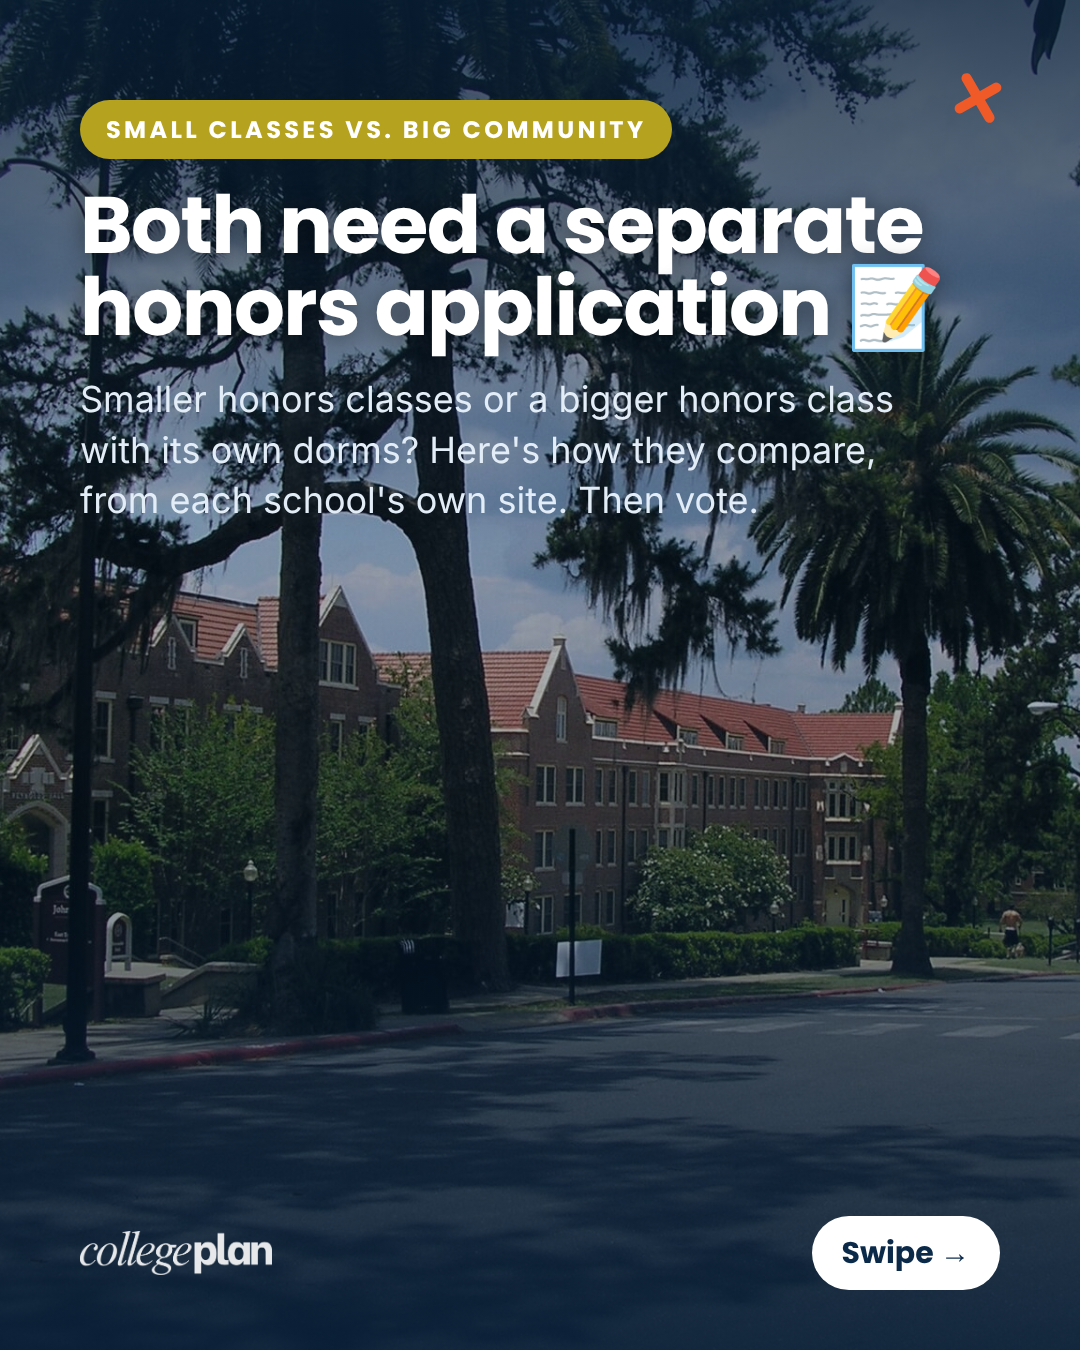 SMALL CLASSES VS. BIG COMMUNITY
Both need a separate
honors application 📝
Smaller honors classes or a bigger honors class
with its own dorms? Here's how they compare,
from each school's own site. Then vote.
John
collegeplan
Swipe →